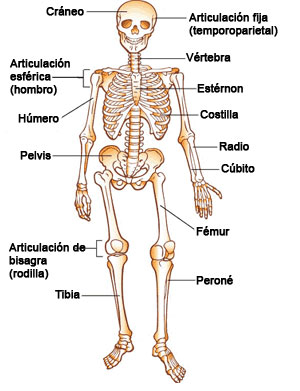 Cráneo
Articulación fija
(temporoparietal)
Vértebra
Articulación
esférica
(hombro)
Estérnon
Costilla
Húmero
Radio
Pelvis
Cúbito
Fémur
Articulación de
bisagra
(rodilla)
Peroné
Tibia